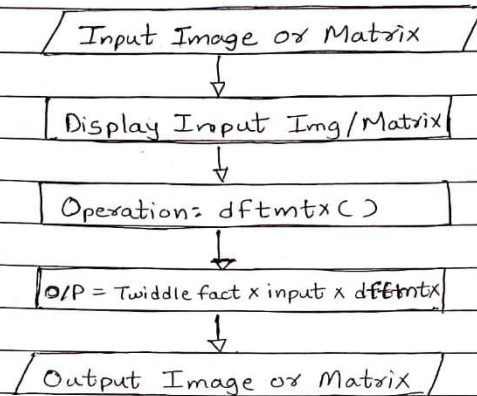 Input Image or Matrix
Display Input Img/Matrix
Operation: dftmtx()
O/P = Twiddle fact x input x dftmtx
Output Image or Matrix